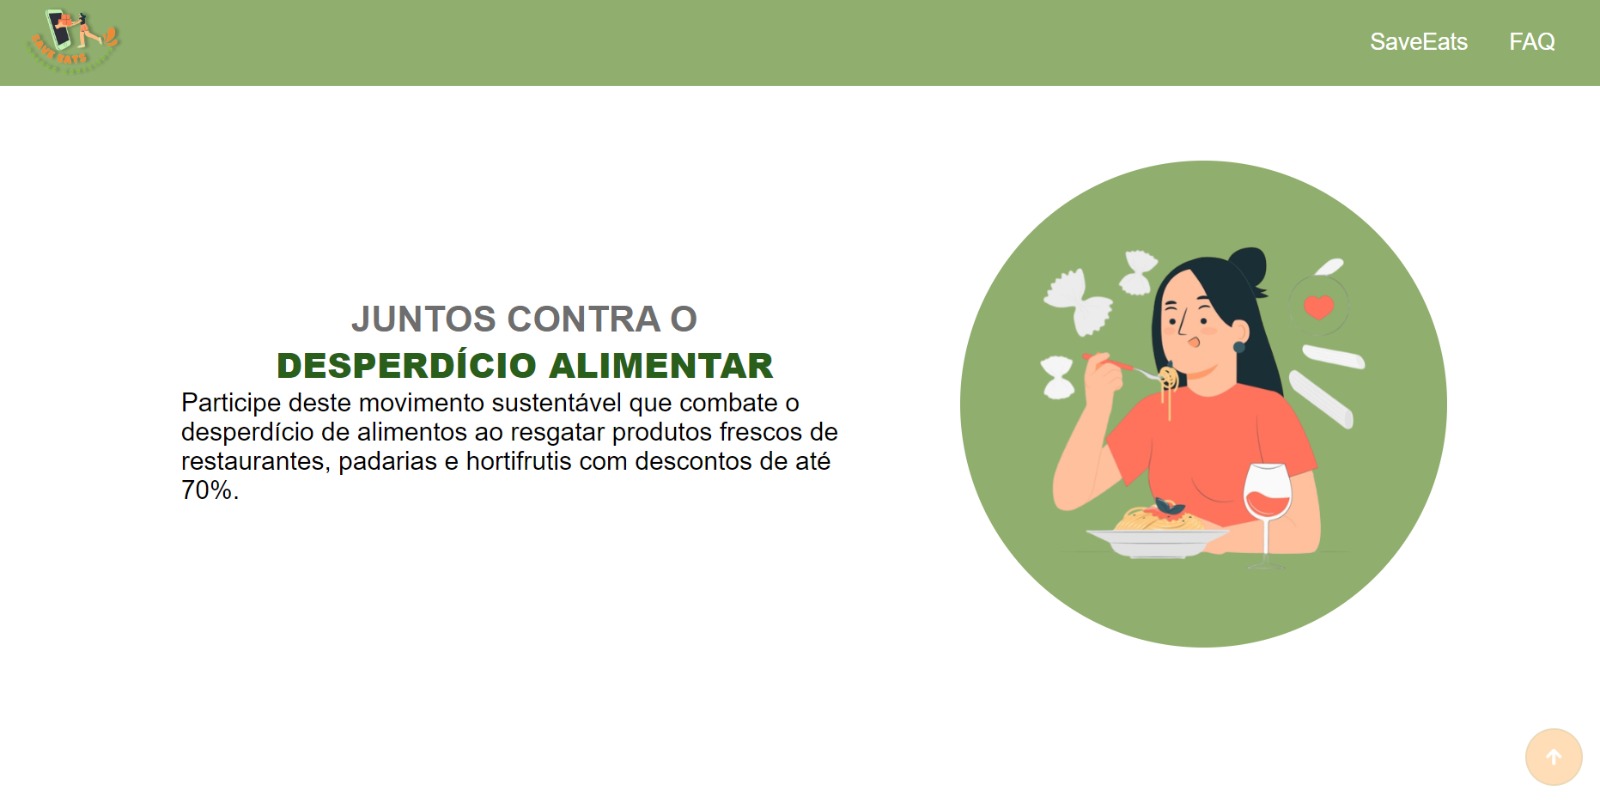 SAVE EATS
SaveEats
FAQ
JUNTOS CONTRA O
DESPERDÍCIO ALIMENTAR
Participe deste movimento sustentável que combate o
desperdício de alimentos ao resgatar produtos frescos de
restaurantes, padarias e hortifrutis com descontos de até
70%.